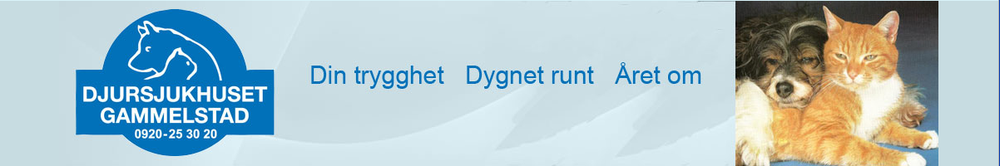 DJURSJUKHUSET
GAMMELSTAD
0920-25 30 20
Din trygghet Dygnet runt Året om